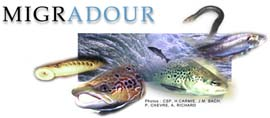 MIGRADOUR
Photos : CSP, H.CARMIE, J.M. BACH,
P. CHEVRE, A. RICHARD